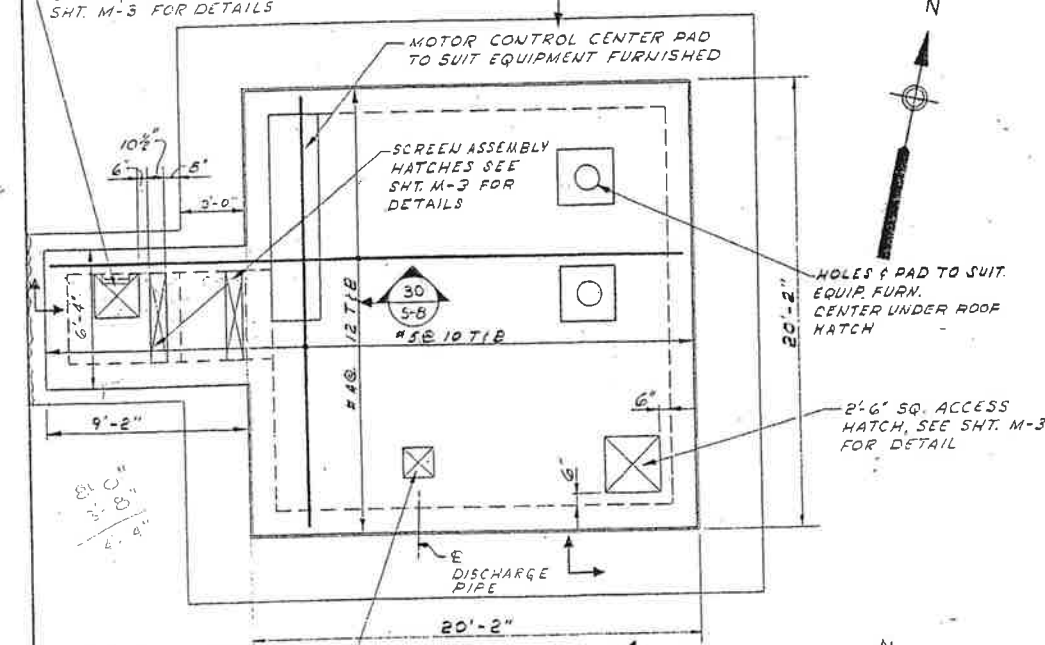 SHT. M-3 FOR DETAILS
N
MOTOR CONTROL CENTER PAD
TO SUIT EQUIPMENT FURNISHED
10½"
6"
8"
3'-0"
SCREEN ASSEMBLY
HATCHES SEE
SHT. M-3 FOR
DETAILS
6'-4"
30
S-8
#5@ 10 T&B
#4@ 12 T&B
HOLES & PAD TO SUIT
EQUIP. FURN.
CENTER UNDER ROOF
HATCH
20'-2"
9'-2"
6"
6"
2'-6" SQ. ACCESS
HATCH, SEE SHT. M-3
FOR DETAIL
3'-8"
4'-4"
DISCHARGE
PIPE
20'-2"